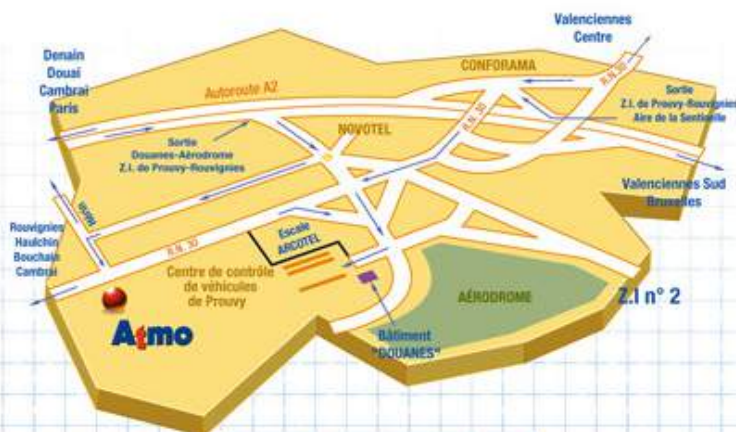 Valenciennes
Centre
Denain
Douai
Cambrai
Paris
CONFORAMA
R.N. 30
Autoroute A2
Sortie
Z.I. de Prouvy-Rouvignies
Aire de la Sentinelle
R.N. 30
NOVOTEL
Sortie
Douanes-Aérodrome
Z.I. de Prouvy-Rouvignies
Valenciennes Sud
Bruxelles
Rouvignies
Haulchin
Bouchain
Cambrai
R.N. 30
Escale
ARCOTEL
Centre de contrôle
de véhicules
de Prouvy
AÉRODROME
Z.I n° 2
Atmo
Bâtiment
"DOUANES"